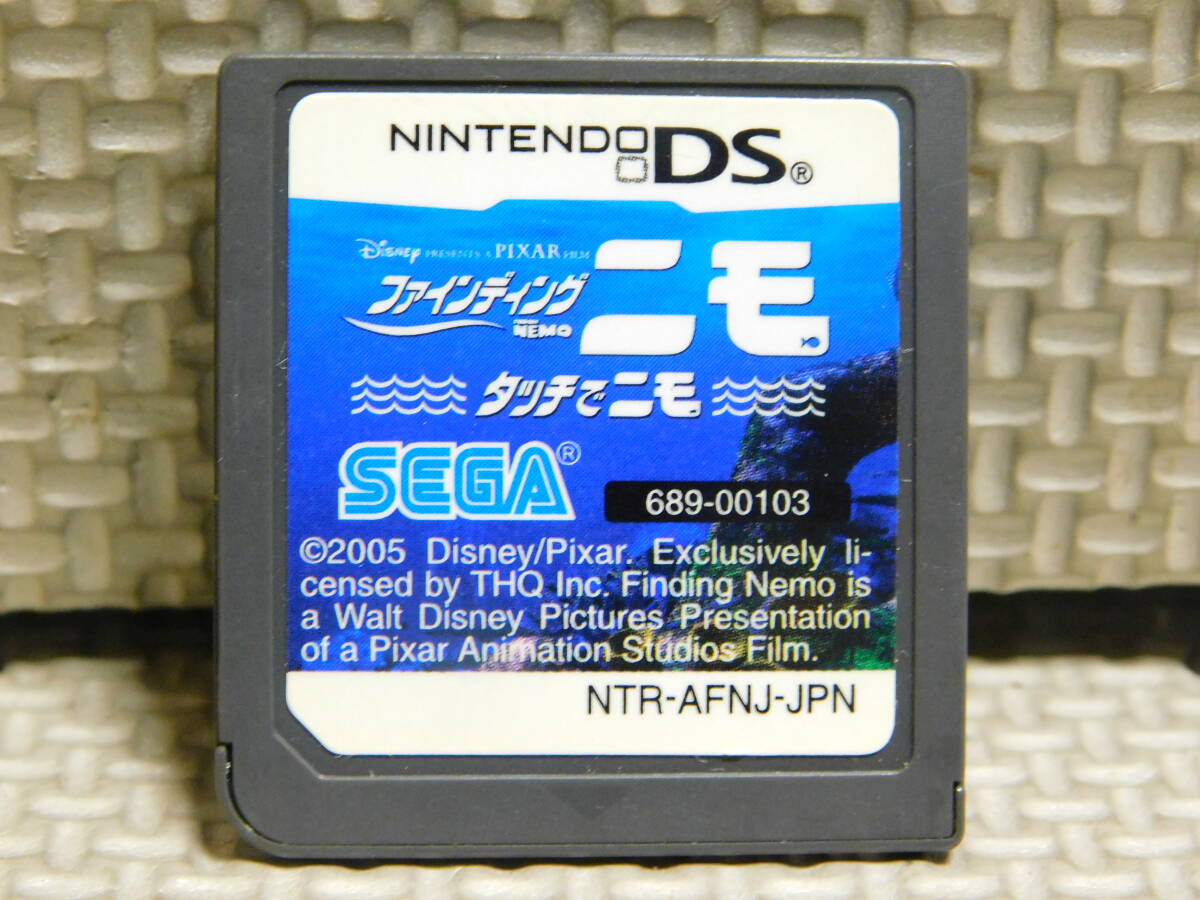 NINTENDO DS®
Disney PRESENTS A PIXAR FILM
ファインディング ニモ
NEMO
タッチでニモ
SEGA®
689-00103
©2005 Disney/Pixar. Exclusively li-
censed by THQ Inc. Finding Nemo is
a Walt Disney Pictures Presentation
of a Pixar Animation Studios Film.
NTR-AFNJ-JPN